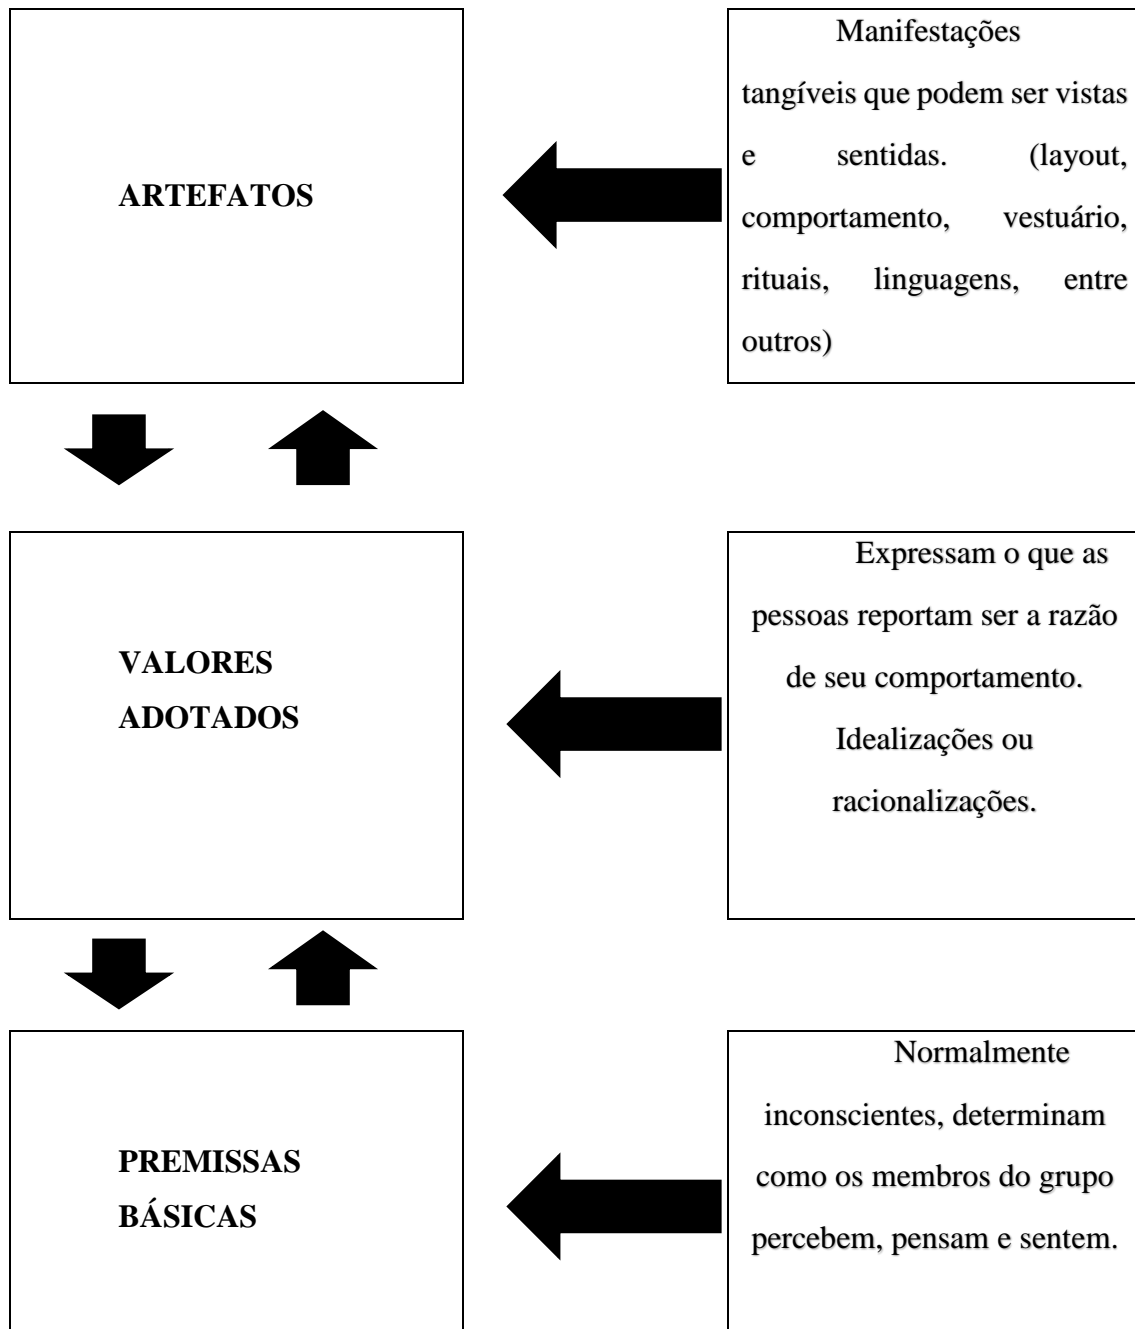 ARTEFATOS
Manifestações
tangíveis que podem ser vistas
e sentidas. (layout,
comportamento, vestuário,
rituais, linguagens, entre
outros)
VALORES
ADOTADOS
Expressam o que as
pessoas reportam ser a razão
de seu comportamento.
Idealizações ou
racionalizações.
PREMISSAS
BÁSICAS
Normalmente
inconscientes, determinam
como os membros do grupo
percebem, pensam e sentem.